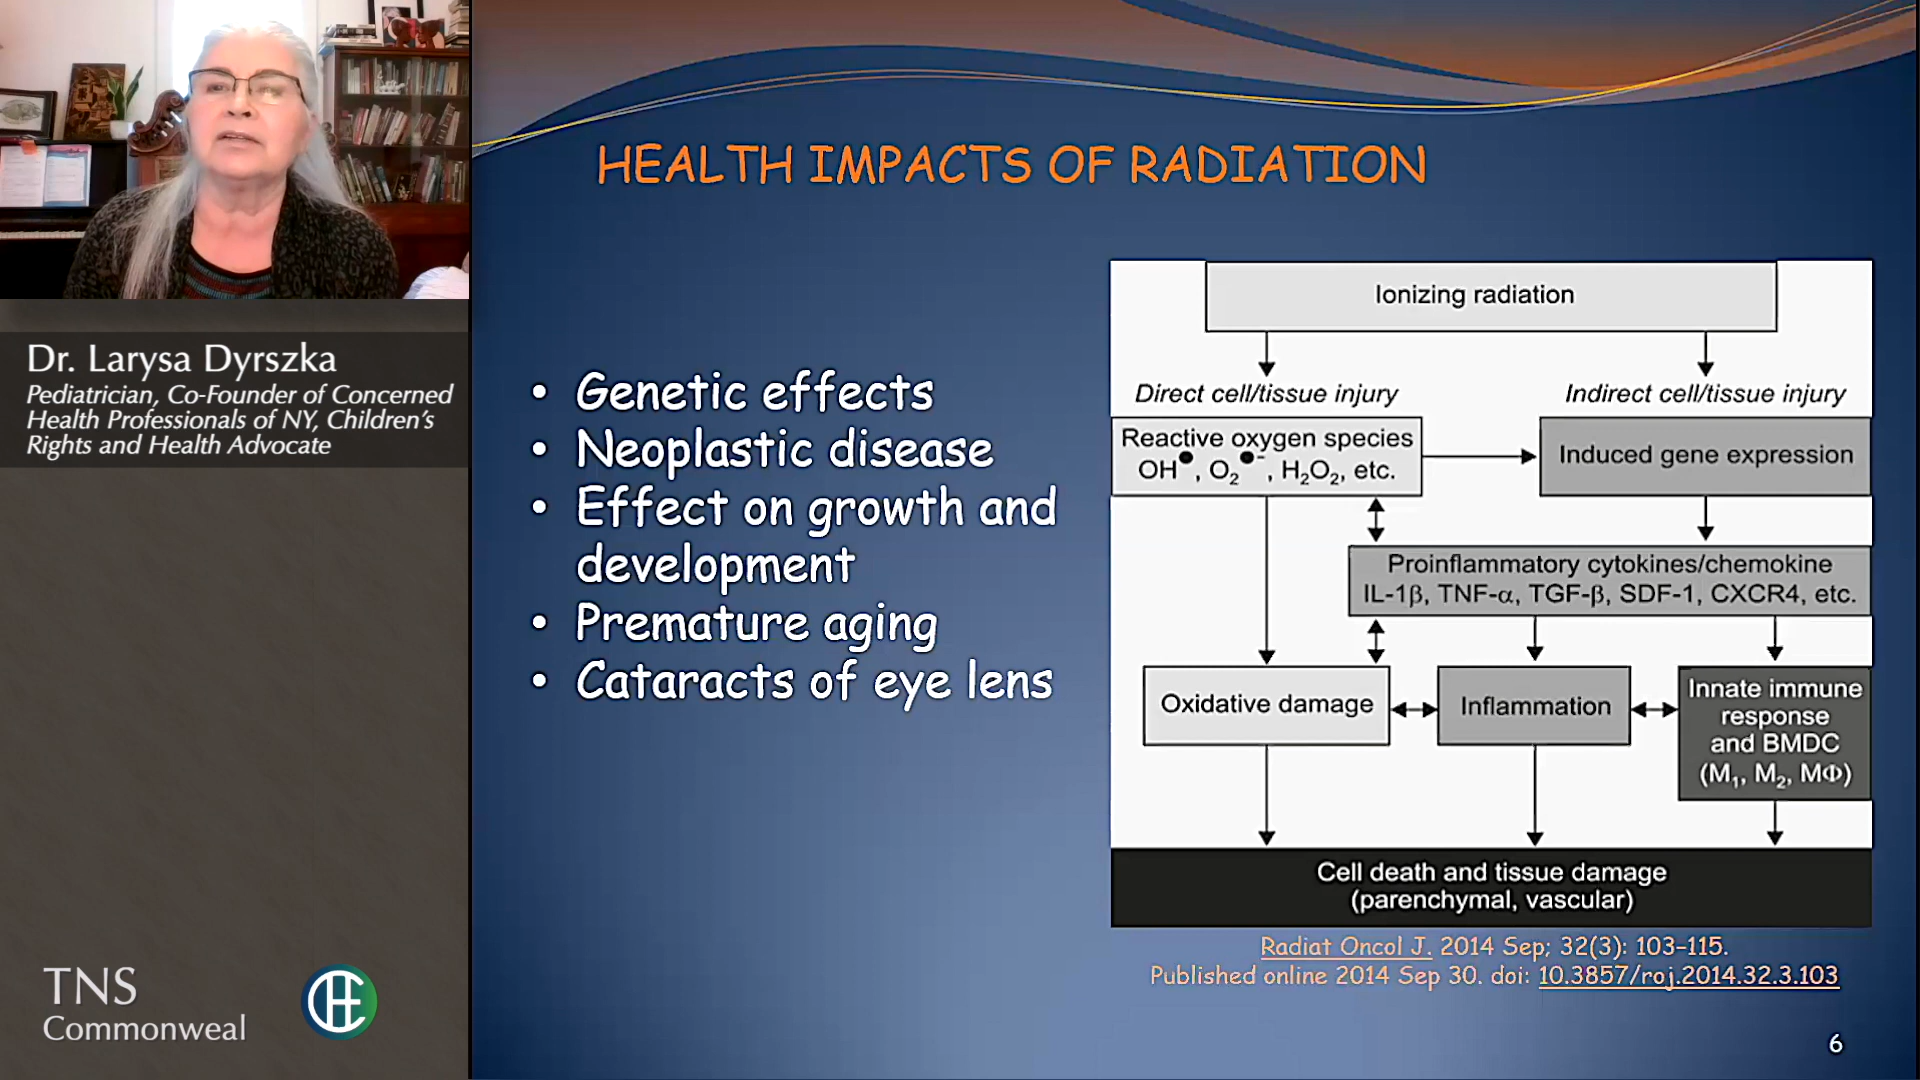 HEALTH IMPACTS OF RADIATION
Dr. Larysa Dyrszka
Pediatrician, Co-Founder of Concerned
Health Professionals of NY, Children's
Rights and Health Advocate
• Genetic effects
• Neoplastic disease
• Effect on growth and
development
• Premature aging
• Cataracts of eye lens
Ionizing radiation
Direct cell/tissue injury
Indirect cell/tissue injury
Reactive oxygen species
OH●, O₂●-, H₂O₂, etc.
Induced gene expression
Proinflammatory cytokines/chemokine
IL-1β, TNF-α, TGF-β, SDF-1, CXCR4, etc.
Oxidative damage
Inflammation
Innate immune
response
and BMDC
(M₁, M₂, MΦ)
Cell death and tissue damage
(parenchymal, vascular)
Radiat Oncol J. 2014 Sep; 32(3): 103–115.
Published online 2014 Sep 30. doi: 10.3857/roj.2014.32.3.103
TNS
Commonweal
CHE
6